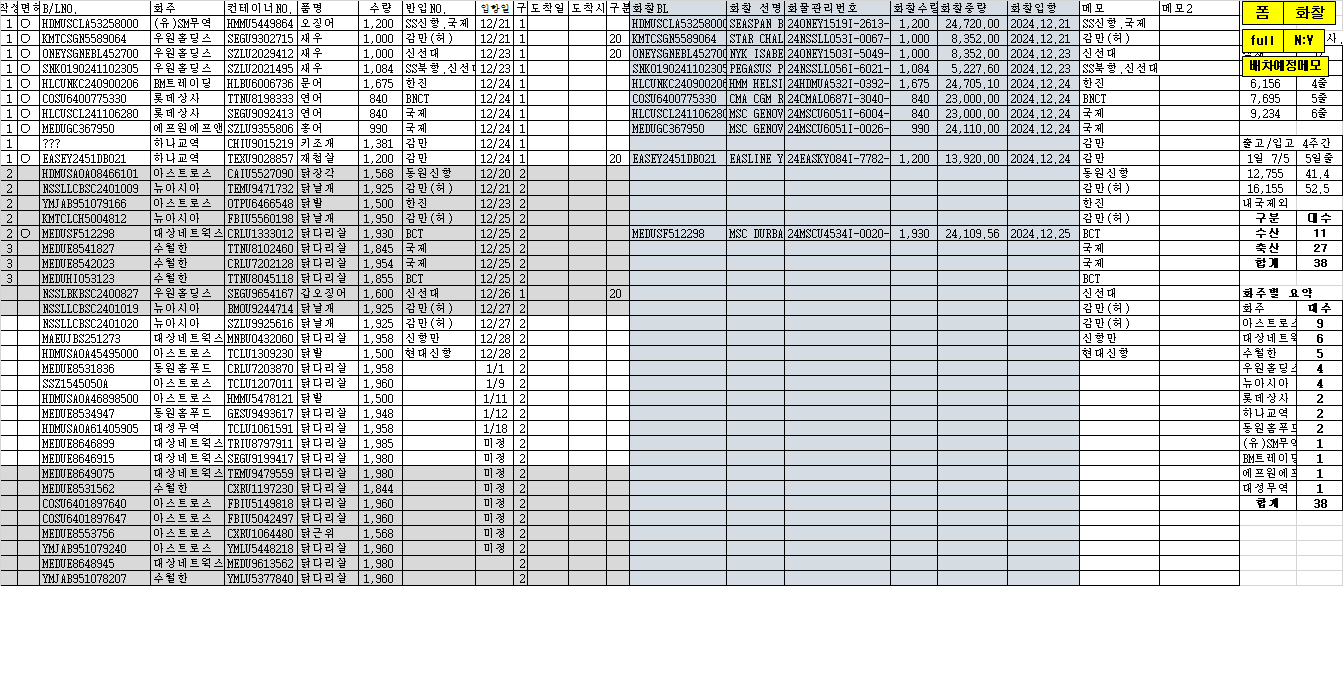 작성 면허 B/LNO. 화주 컨테이너NO. 품명 수량 반입NO. 입항일 구 도착일 도착시 구분 화찰BL 화찰 선명 화물관리번호 화찰수량 화찰중량 화찰입항 메모 메모2 폼 화찰
1 O HDMUSCLA53258000 (유)SM무역 HMMU5449864 오징어 1,200 SS신항,국제 12/21 1 HDMUSCLA53258000 SEASPAN B 24ONEY1519I-2613- 1,200 24,720.00 2024.12.21 SS신항,국제
1 O KMTCSGN5589064 우원홀딩스 SEGU9302715 새우 1,000 감만(허) 12/21 1 20 KMTCSGN5589064 STAR CHAL 24NSSLL053I-0067- 1,000 8,352.00 2024.12.21 감만(허) full N:Y 사.
1 O ONEYSGNEBL452700 우원홀딩스 SZLU2029412 새우 1,000 신선대 12/23 1 20 ONEYSGNEBL452700 NYK ISABE 24ONEY1503I-5049- 1,000 8,352.00 2024.12.23 신선대
1 O SNKO190241102305 우원홀딩스 SZLU2021495 새우 1,084 SS북항,신선대 12/23 1 SNKO190241102305 PEGASUS P 24NSSLL056I-6021- 1,084 5,227.60 2024.12.23 SS북항,신선대 배차예정메모
1 O HLCUNKC240900206 BM트레이딩 HLBU6006736 문어 1,675 한진 12/24 1 HLCUNKC240900206 HMM HELSI 24HDMUA532I-0392- 1,675 24,705.10 2024.12.24 한진 6,156 4줄
1 O COSU6400775330 롯데상사 TTNU8198333 연어 840 BNCT 12/24 1 COSU6400775330 CMA CGM R 24CMAL0687I-3040- 840 23,000.00 2024.12.24 BNCT 7,695 5줄
1 O HLCUSCL241106280 롯데상사 SEGU9092413 연어 840 국제 12/24 1 HLCUSCL241106280 MSC GENOV 24MSCU6051I-6004- 840 23,000.00 2024.12.24 국제 9,234 6줄
1 O MEDUGC367950 에프원에프앤 SZLU9355806 홍어 990 국제 12/24 1 MEDUGC367950 MSC GENOV 24MSCU6051I-0026- 990 24,110.00 2024.12.24 국제
1 ??? 하나교역 CHIU9015219 키조개 1,381 감만 12/24 1 감만 출고/입고 4주간
1 O EASEY2451DB021 하나교역 TEXU9028857 재첩살 1,200 감만 12/24 1 20 EASEY2451DB021 EASLINE Y 24EASKY084I-7782- 1,200 13,920.00 2024.12.24 감만 1일 7/5 5일줄
2 HDMUSAOA08466101 아스트로스 CAIU5527090 닭장각 1,568 동원신항 12/20 2 동원신항 12,755 41.4
2 NSSLLCBSC2401009 뉴아시아 TEMU9471732 닭날개 1,925 감만(허) 12/21 2 감만(허) 16,155 52.5
2 YMJAB951079166 아스트로스 OTPU6466548 닭발 1,500 한진 12/23 2 한진 내국제외
2 KMTCLCH5004812 뉴아시아 FBIU5560198 닭날개 1,950 감만(허) 12/25 2 감만(허) 구분 대수
2 O MEDUSF512298 대상네트웍스 CRLU1333012 닭다리살 1,930 BCT 12/25 2 MEDUSF512298 MSC DURBA 24MSCU4534I-0020- 1,930 24,109.56 2024.12.25 BCT 수산 11
3 MEDUE8541827 수월한 TTNU8102460 닭다리살 1,845 국제 12/25 2 국제 축산 27
3 MEDUE8542023 수월한 CRLU7202128 닭다리살 1,954 국제 12/25 2 국제 합계 38
3 MEDUHI053123 수월한 TTNU8045118 닭다리살 1,855 BCT 12/25 2 BCT
NSSLBKBSC2400827 우원홀딩스 SEGU9654167 갑오징어 1,600 신선대 12/26 1 20 신선대 화주별 요약
NSSLLCBSC2401019 뉴아시아 BMOU9244714 닭날개 1,925 감만(허) 12/27 2 감만(허) 화주 대수
NSSLLCBSC2401020 뉴아시아 SZLU9925616 닭날개 1,925 감만(허) 12/27 2 감만(허) 아스트로스 9
MAEUJBS251273 대상네트웍스 MNBU0432060 닭다리살 1,958 신항만 12/28 2 신항만 대상네트웍 6
HDMUSAOA45495000 아스트로스 TCLU1309230 닭발 1,500 현대신항 12/28 2 현대신항 수월한 5
MEDUE8531836 동원홈푸드 CRLU7203870 닭다리살 1,958 1/1 2 우원홀딩스 4
SSZ1545050A 아스트로스 TCLU1207011 닭다리살 1,960 1/9 2 뉴아시아 4
HDMUSAOA46898500 아스트로스 HMMU5478121 닭발 1,500 1/11 2 롯데상사 2
MEDUE8534947 동원홈푸드 GESU9493617 닭다리살 1,948 1/12 2 하나교역 2
HDMUSAOA61405905 대성무역 TCLU1061591 닭다리살 1,958 1/18 2 동원홈푸드 2
MEDUE8646899 대상네트웍스 TRIU8797911 닭다리살 1,985 미정 2 (유)SM무역 1
MEDUE8646915 대상네트웍스 SEGU9199417 닭다리살 1,980 미정 2 BM트레이딩 1
MEDUE8649075 대상네트웍스 TEMU9479559 닭다리살 1,980 미정 2 에프원에프 1
MEDUE8531562 수월한 CXRU1197230 닭다리살 1,844 미정 2 대성무역 1
COSU6401897640 아스트로스 FBIU5149818 닭다리살 1,960 미정 2 합계 38
COSU6401897647 아스트로스 FBIU5042497 닭다리살 1,960 미정 2
MEDUE8553756 아스트로스 CXRU1064480 닭근위 1,568 미정 2
YMJAB951079240 아스트로스 YMLU5448218 닭다리살 1,960 미정 2
MEDUE8648945 대상네트웍스 MEDU9613562 닭다리살 1,980 2
YMJAB951078207 수월한 YMLU5377840 닭다리살 1,960 2